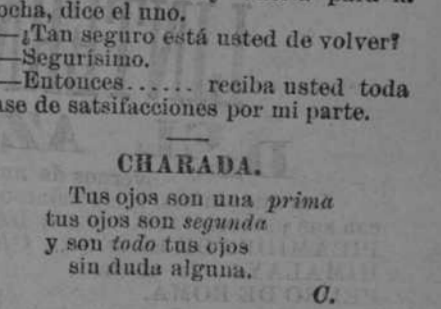 ocha, dice el uno.
—¿Tan seguro está usted de volver?
—Segurísimo.
—Entonces...... reciba usted toda
ase de satsifacciones por mi parte.
CHARADA.
Tus ojos son una prima
tus ojos son segunda
y son todo tus ojos
sin duda alguna.
C.